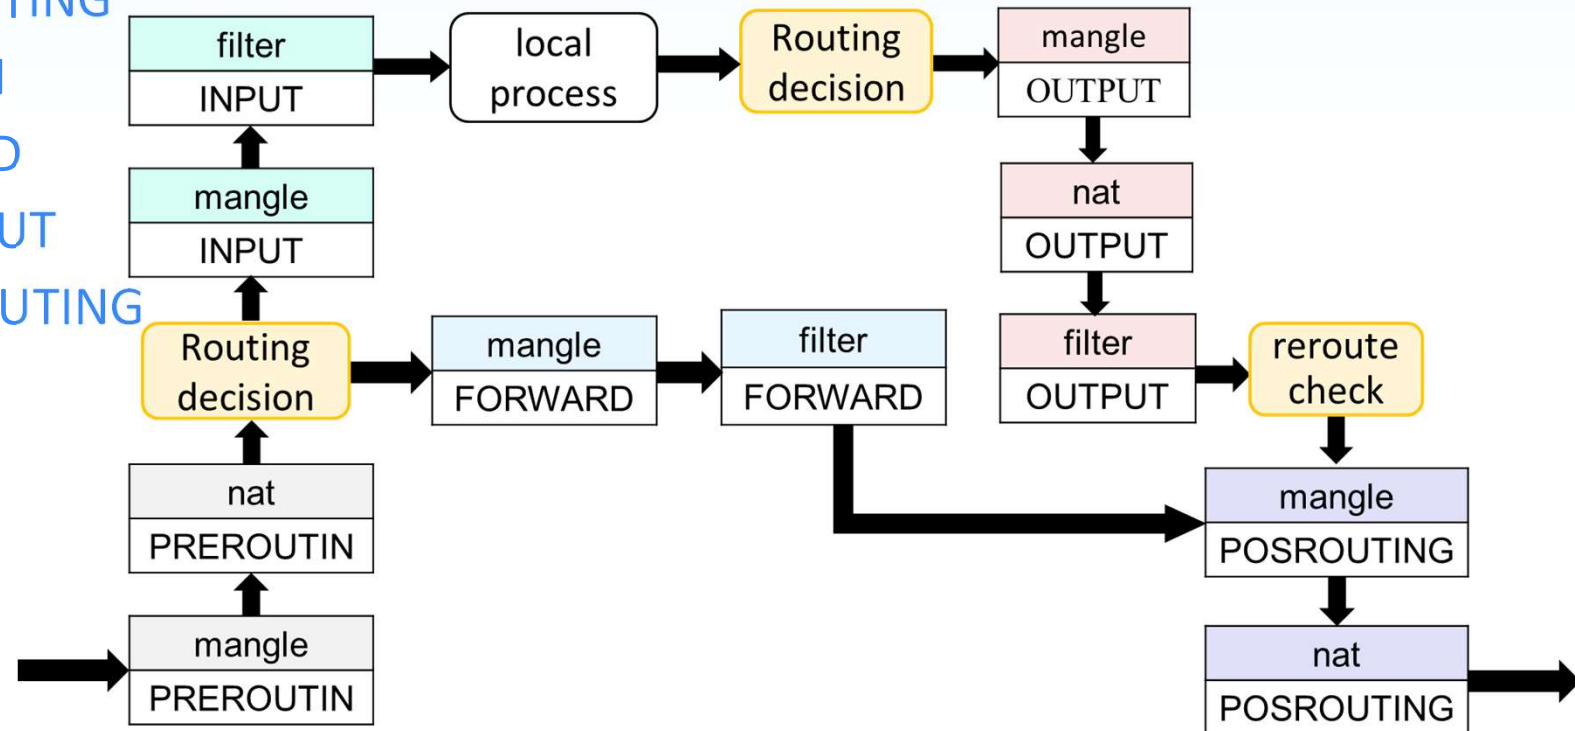 TING
D
UT
UTING
filter
INPUT
local
process
Routing
decision
mangle
OUTPUT
mangle
INPUT
nat
OUTPUT
Routing
decision
mangle
FORWARD
filter
FORWARD
filter
OUTPUT
reroute
check
nat
PREROUTIN
mangle
POSROUTING
mangle
PREROUTIN
nat
POSROUTING